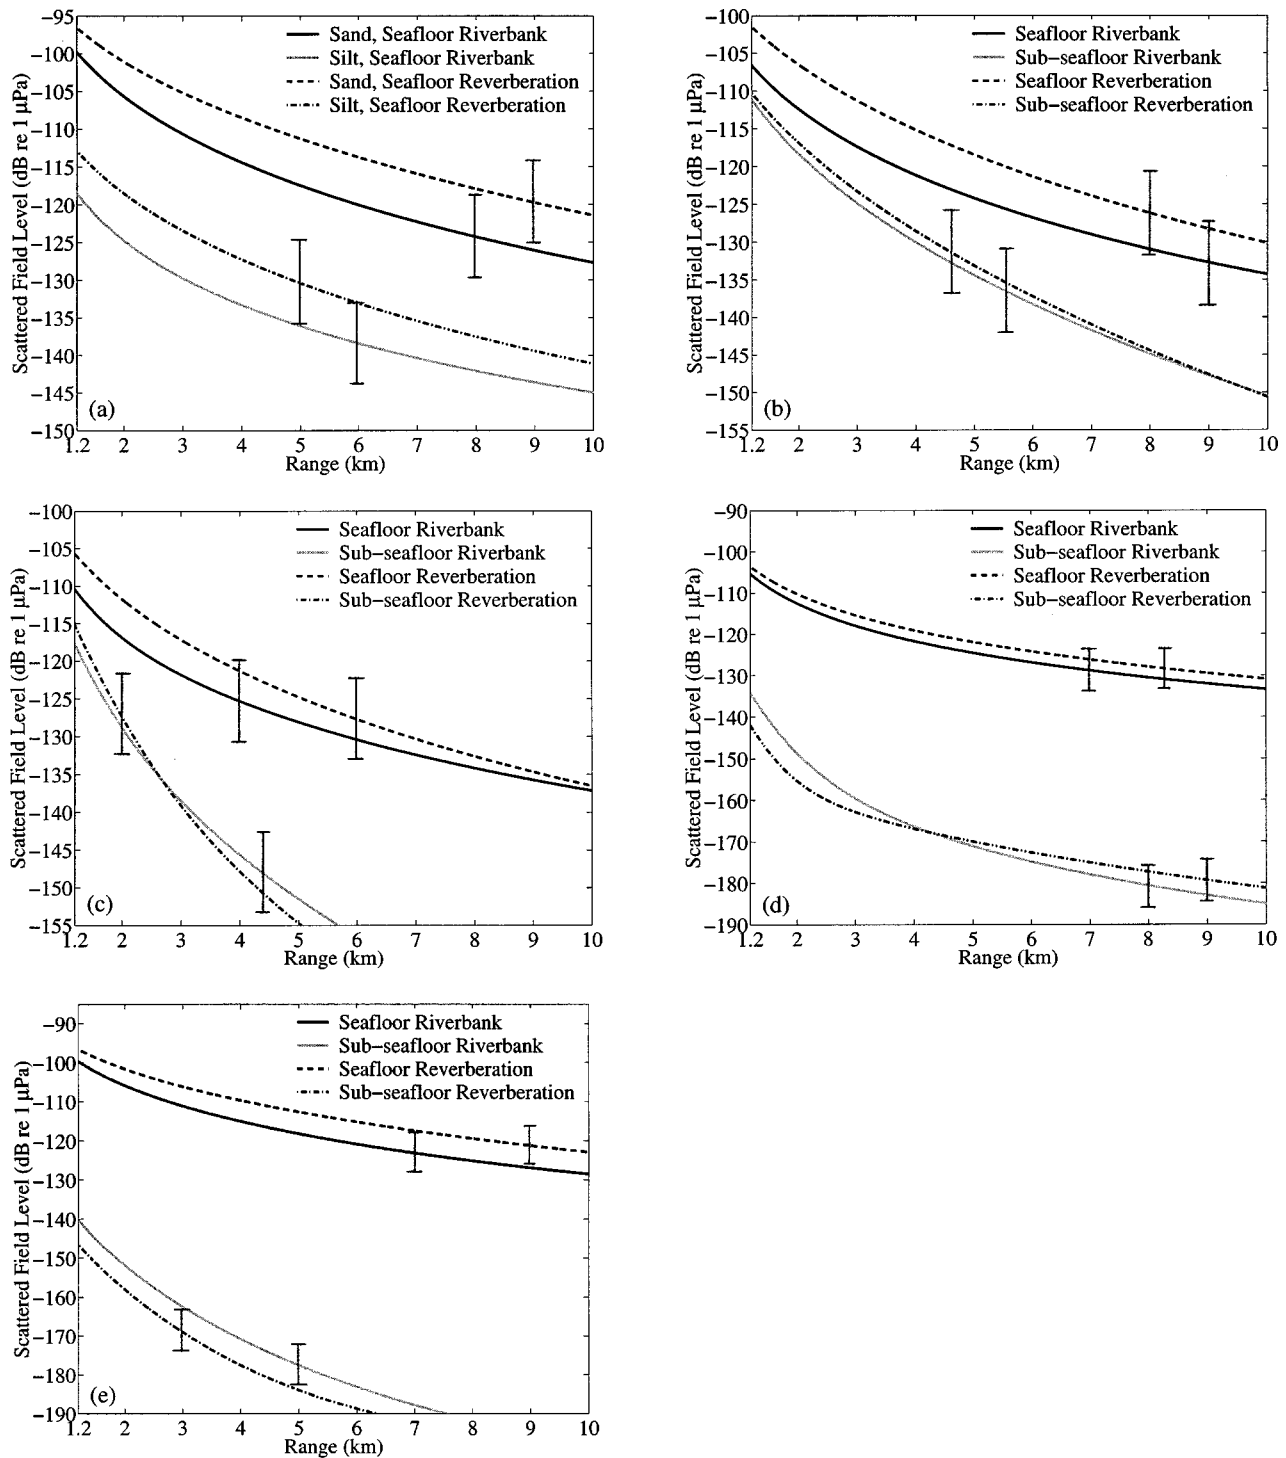 −95
−100
−105
−110
−115
−120
−125
−130
−135
−140
−145
−150
Scattered Field Level (dB re 1 µPa)
Sand, Seafloor Riverbank
Silt, Seafloor Riverbank
Sand, Seafloor Reverberation
Silt, Seafloor Reverberation
(a)
1.2 2 3 4 5 6 7 8 9 10
Range (km)
−100
−105
−110
−115
−120
−125
−130
−135
−140
−145
−150
−155
Scattered Field Level (dB re 1 µPa)
Seafloor Riverbank
Sub−seafloor Riverbank
Seafloor Reverberation
Sub−seafloor Reverberation
(b)
1.2 2 3 4 5 6 7 8 9 10
Range (km)
−100
−105
−110
−115
−120
−125
−130
−135
−140
−145
−150
−155
Scattered Field Level (dB re 1 µPa)
Seafloor Riverbank
Sub−seafloor Riverbank
Seafloor Reverberation
Sub−seafloor Reverberation
(c)
1.2 2 3 4 5 6 7 8 9 10
Range (km)
−90
−100
−110
−120
−130
−140
−150
−160
−170
−180
−190
Scattered Field Level (dB re 1 µPa)
Seafloor Riverbank
Sub−seafloor Riverbank
Seafloor Reverberation
Sub−seafloor Reverberation
(d)
1.2 2 3 4 5 6 7 8 9 10
Range (km)
−90
−100
−110
−120
−130
−140
−150
−160
−170
−180
−190
Scattered Field Level (dB re 1 µPa)
Seafloor Riverbank
Sub−seafloor Riverbank
Seafloor Reverberation
Sub−seafloor Reverberation
(e)
1.2 2 3 4 5 6 7 8 9 10
Range (km)